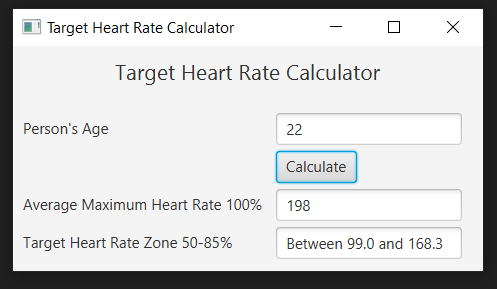 Target Heart Rate Calculator
Target Heart Rate Calculator
Person's Age 22
Calculate
Average Maximum Heart Rate 100% 198
Target Heart Rate Zone 50-85% Between 99.0 and 168.3